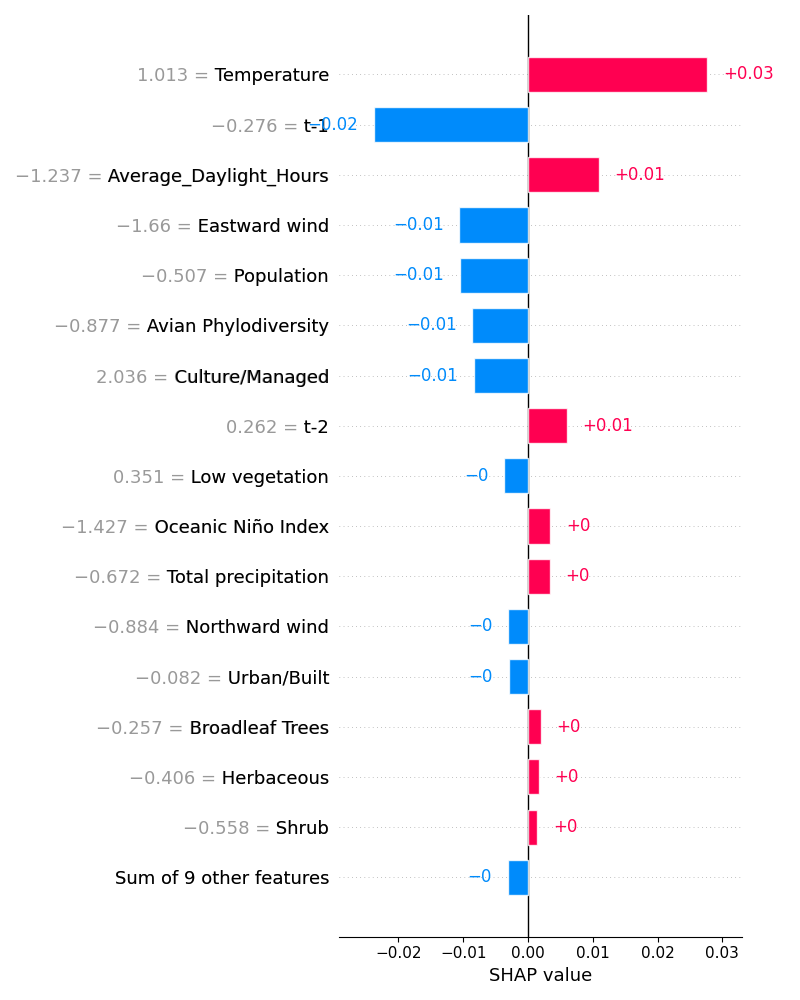 1.013 = Temperature +0.03
−0.276 = t-1 −0.02
−1.237 = Average_Daylight_Hours +0.01
−1.66 = Eastward wind −0.01
−0.507 = Population −0.01
−0.877 = Avian Phylodiversity −0.01
2.036 = Culture/Managed −0.01
0.262 = t-2 +0.01
0.351 = Low vegetation −0
−1.427 = Oceanic Niño Index +0
−0.672 = Total precipitation +0
−0.884 = Northward wind −0
−0.082 = Urban/Built −0
−0.257 = Broadleaf Trees +0
−0.406 = Herbaceous +0
−0.558 = Shrub +0
Sum of 9 other features −0
−0.02 −0.01 0.00 0.01 0.02 0.03
SHAP value